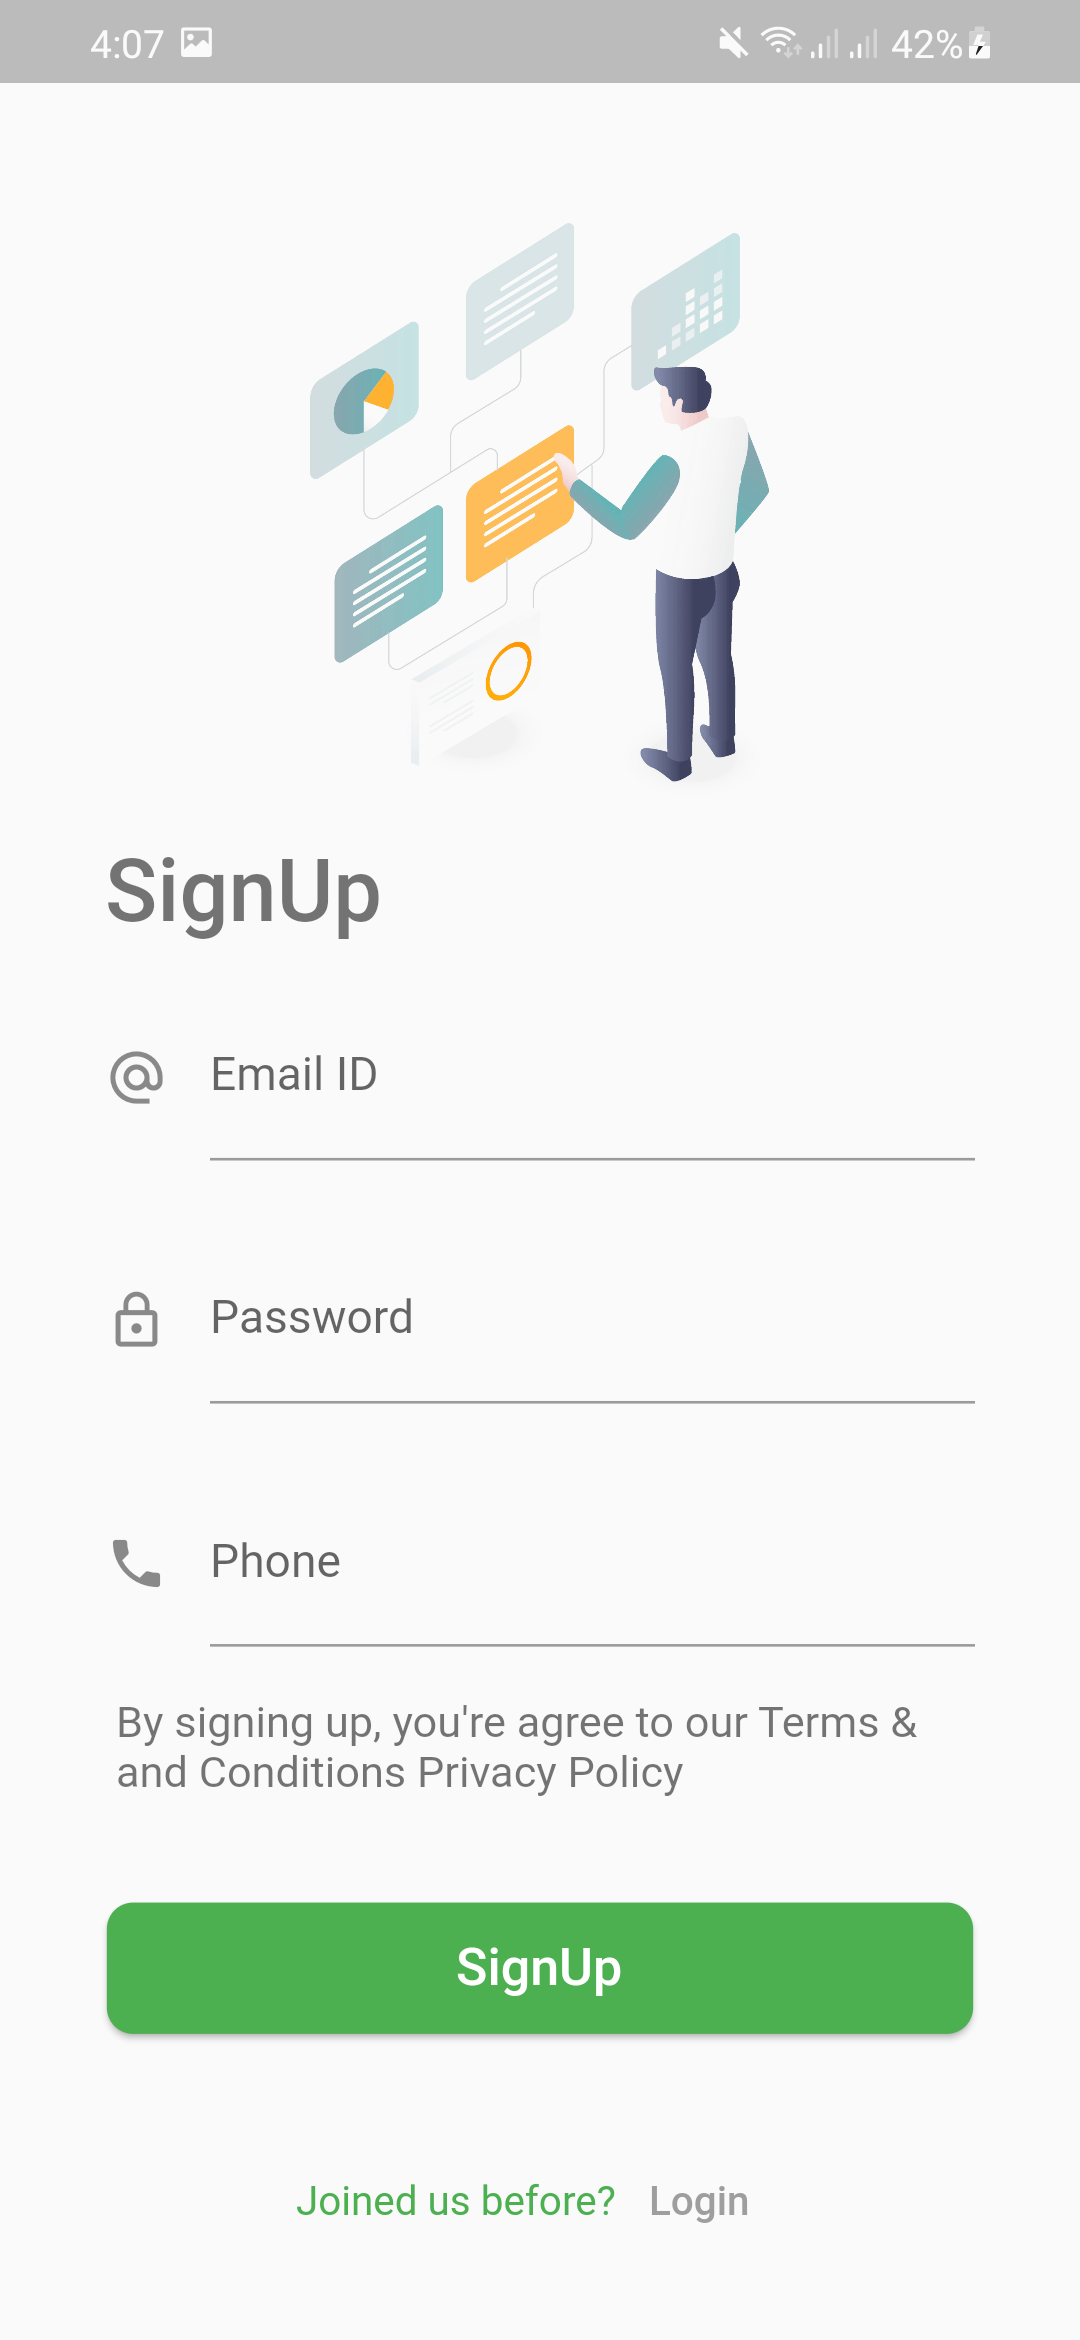 4:07 42%
SignUp
Email ID
Password
Phone
By signing up, you're agree to our Terms &
and Conditions Privacy Policy
SignUp
Joined us before? Login